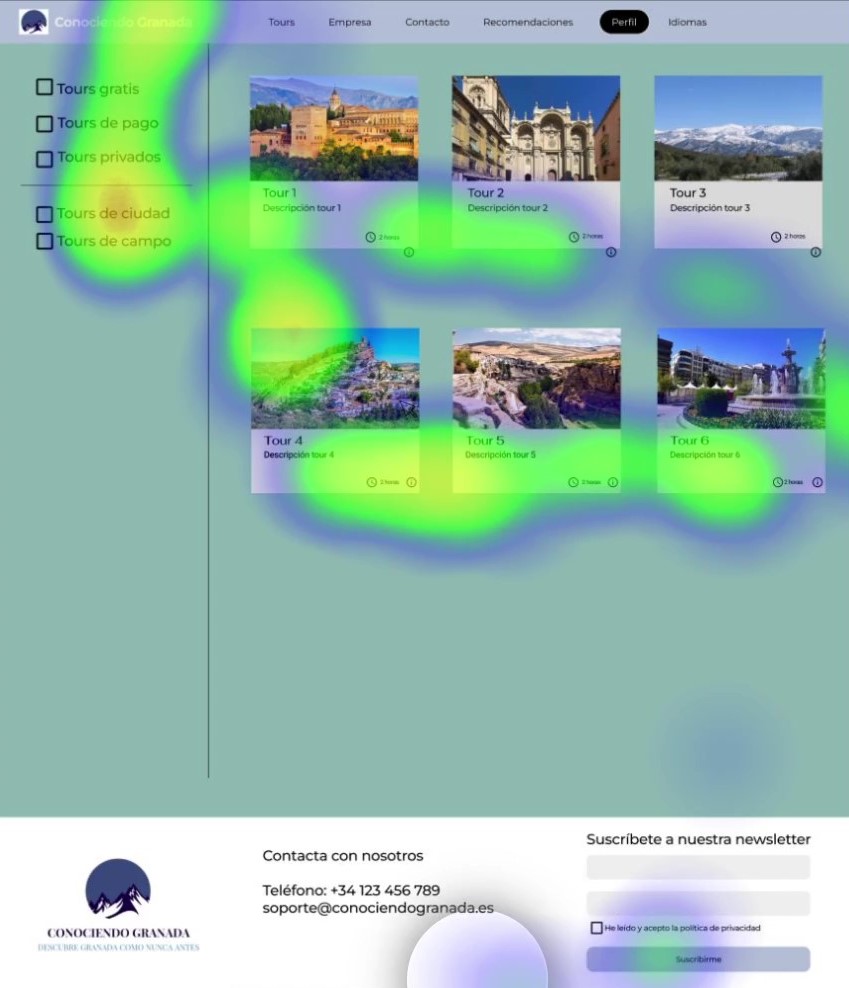 Conociendo Granada
Tours
Empresa
Contacto
Recomendaciones
Perfil
Idiomas
Tours gratis
Tours de pago
Tours privados
Tours de ciudad
Tours de campo
Tour 1
Descripción tour 1
2 horas
Tour 2
Descripción tour 2
2 horas
Tour 3
Descripción tour 3
2 horas
Tour 4
Descripción tour 4
2 horas
Tour 5
Descripción tour 5
2 horas
Tour 6
Descripción tour 6
2 horas
CONOCIENDO GRANADA
DESCUBRE GRANADA COMO NUNCA ANTES
Contacta con nosotros
Teléfono: +34 123 456 789
soporte@conociendogranada.es
Suscríbete a nuestra newsletter
He leído y acepto la política de privacidad
Suscribirme